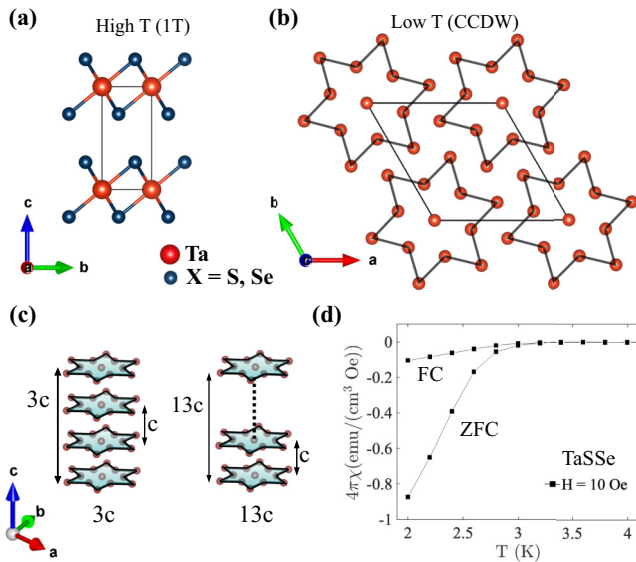 (a)
High T (1T)
c
a
b
Ta
X = S, Se
(b)
Low T (CCDW)
b
c
a
(c)
3c
c
3c
13c
c
13c
c
b
a
(d)
0
-0.2
-0.4
-0.6
-0.8
-1
4πχ(emu/(cm³ Oe))
FC
ZFC
TaSSe
H = 10 Oe
2
2.5
3
3.5
4
T (K)